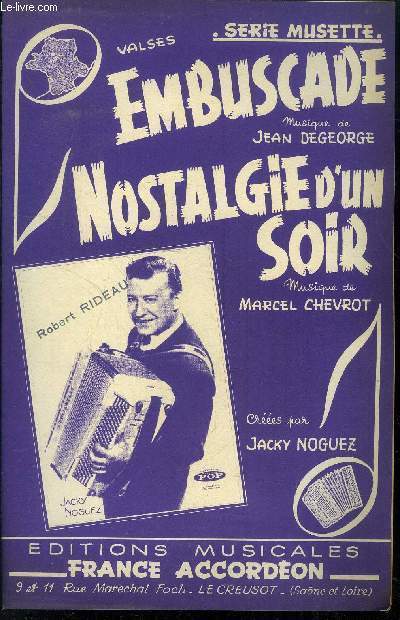 Le-livre.com
. SERIE MUSETTE.
VALSES
EMBUSCADE
Musique de
JEAN DEGEORGE
NOSTALGIE D'UN
SOIR
Musique de
MARCEL CHEVROT
Robert RIDEAU
Créées par
JACKY NOGUEZ
POP
JACKY
NOGUEZ
EDITIONS MUSICALES
FRANCE ACCORDÉON
9 et 11 Rue Marechal Foch - LE CREUSOT - (Saône et Loire)